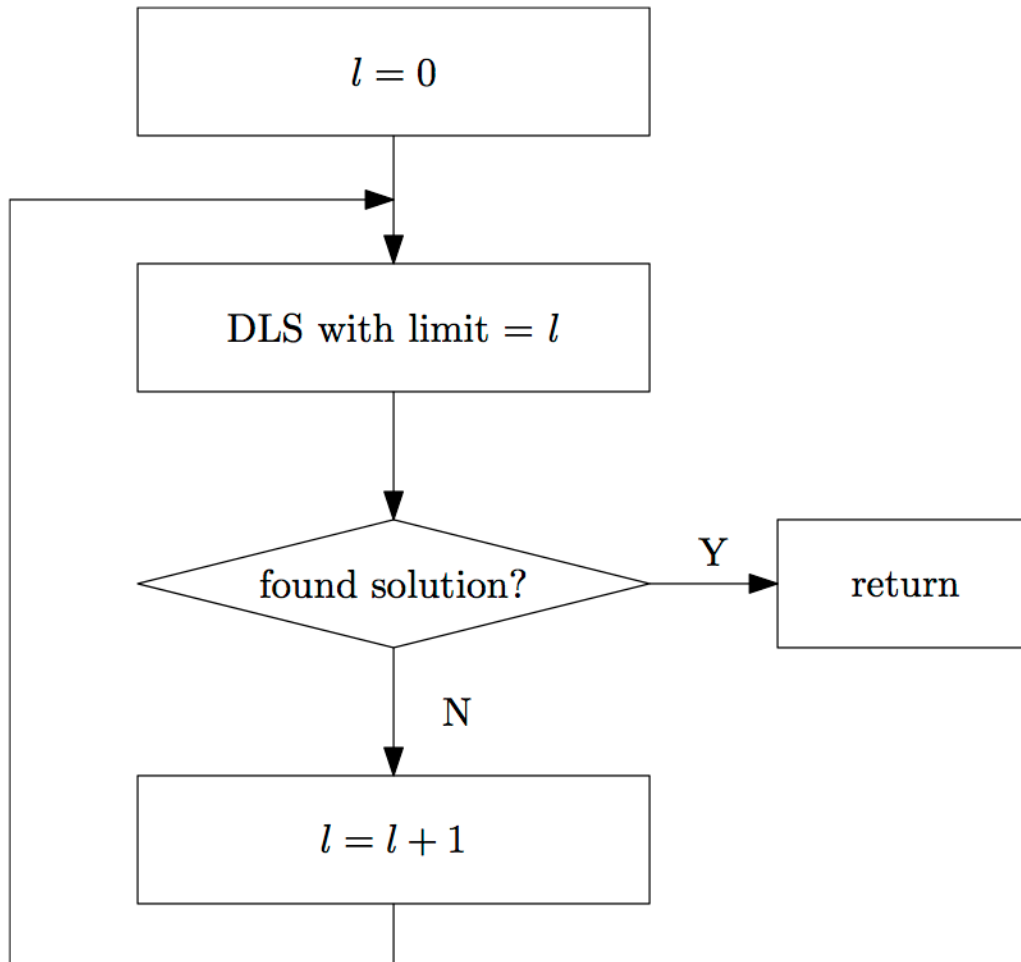 l = 0
DLS with limit = l
found solution?
Y
return
N
l = l + 1